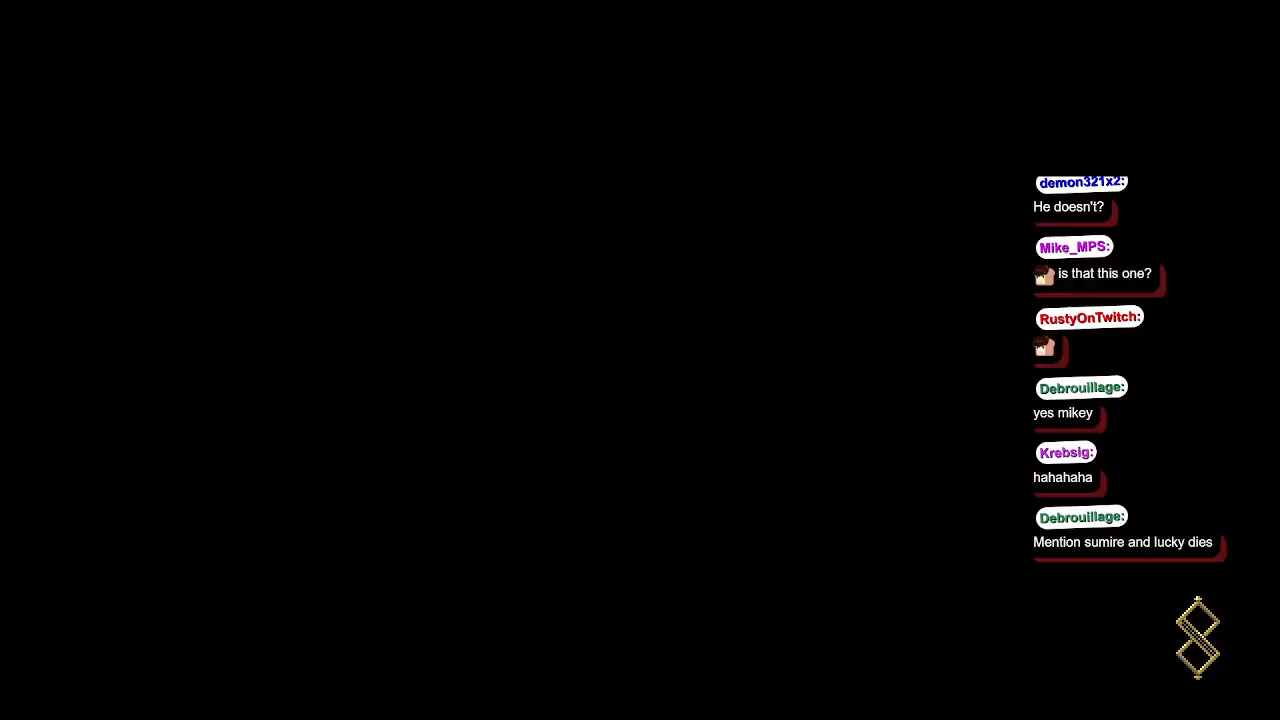 demon321x2:
He doesn't?
Mike_MPS:
is that this one?
RustyOnTwitch:
Debrouillage:
yes mikey
Krebsig:
hahahaha
Debrouillage:
Mention sumire and lucky dies